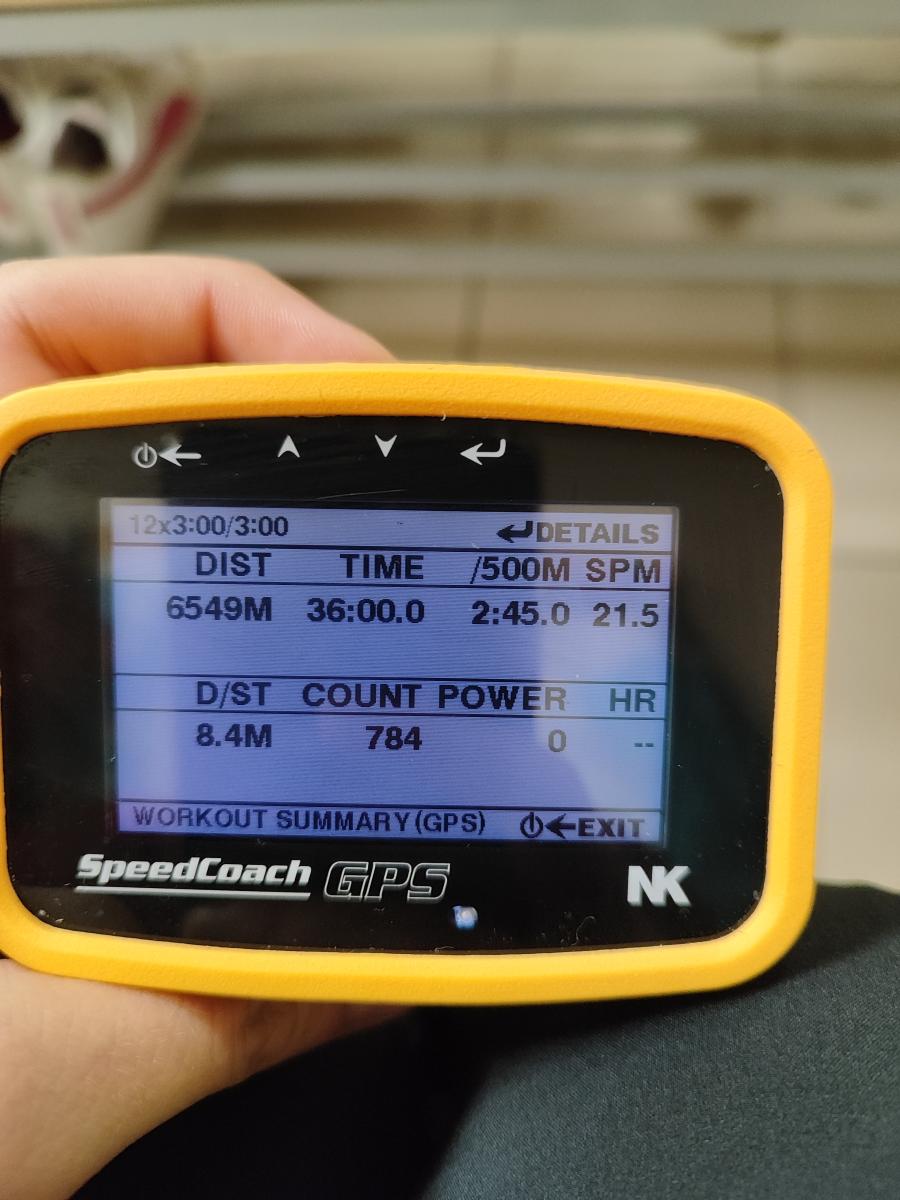 12x3:00/3:00 DETAILS
DIST TIME /500M SPM
6549M 36:00.0 2:45.0 21.5
D/ST COUNT POWER HR
8.4M 784 0 --
WORKOUT SUMMARY (GPS) EXIT
SpeedCoach GPS NK